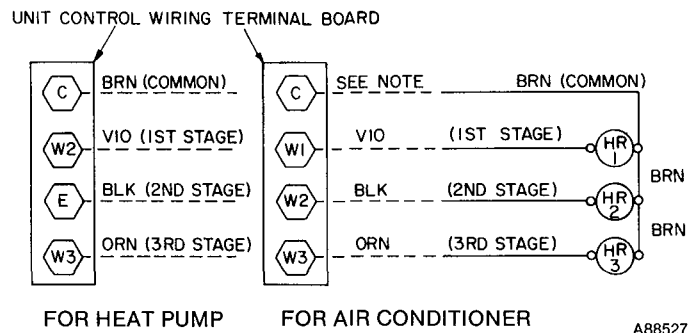 UNIT CONTROL WIRING TERMINAL BOARD
C BRN (COMMON) C SEE NOTE BRN (COMMON)
W2 VIO (1ST STAGE) W1 VIO (1ST STAGE) HR 1
BRN
E BLK (2ND STAGE) W2 BLK (2ND STAGE) HR 2
BRN
W3 ORN (3RD STAGE) W3 ORN (3RD STAGE) HR 3
FOR HEAT PUMP FOR AIR CONDITIONER
A88527